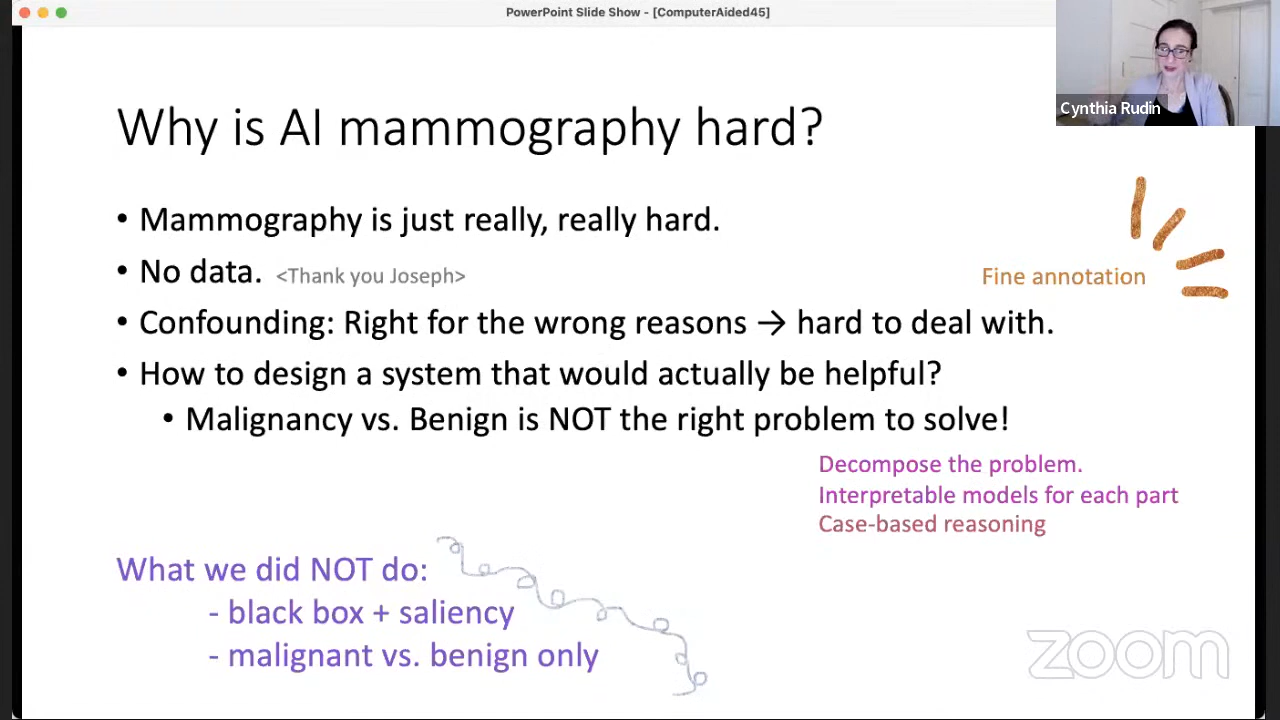 PowerPoint Slide Show - [ComputerAided45]
Cynthia Rudin
Why is AI mammography hard?
• Mammography is just really, really hard.
• No data. <Thank you Joseph>
Fine annotation
• Confounding: Right for the wrong reasons → hard to deal with.
• How to design a system that would actually be helpful?
• Malignancy vs. Benign is NOT the right problem to solve!
Decompose the problem.
Interpretable models for each part
Case-based reasoning
What we did NOT do:
- black box + saliency
- malignant vs. benign only
zoom